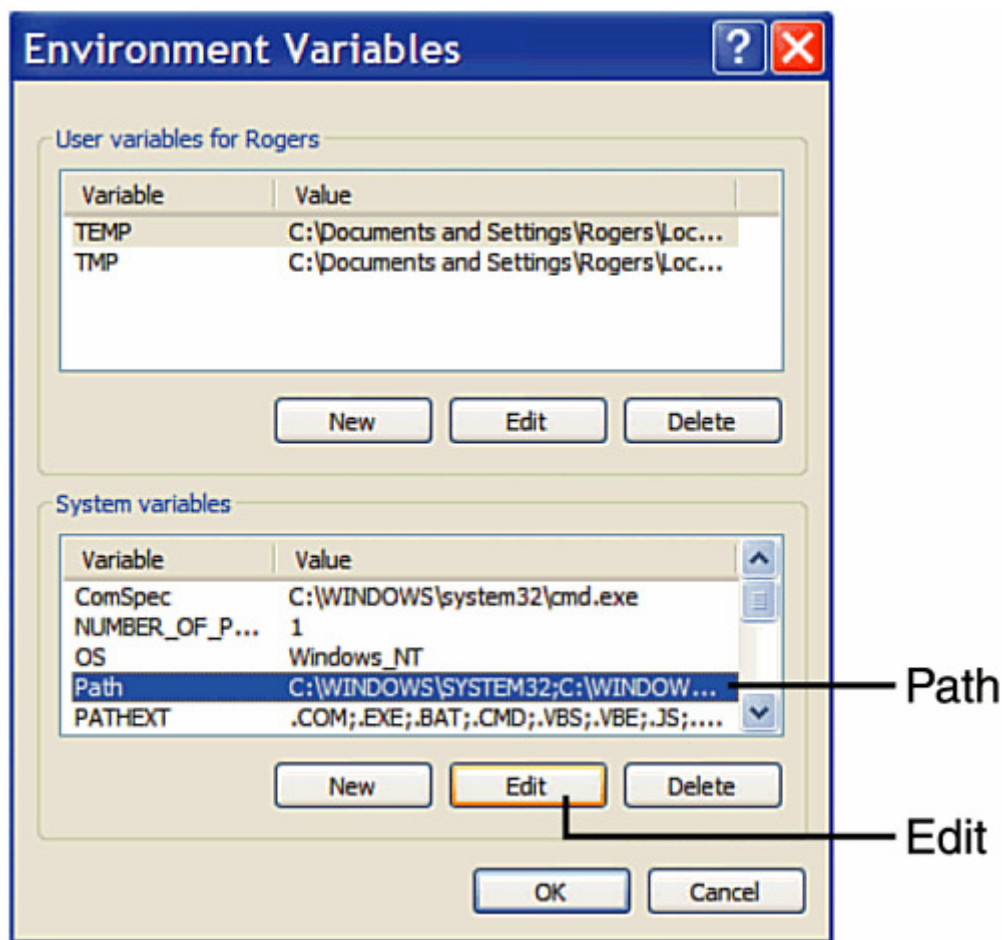 Environment Variables
?
User variables for Rogers
Variable Value
TEMP C:\Documents and Settings\Rogers\Loc...
TMP C:\Documents and Settings\Rogers\Loc...
New Edit Delete
System variables
Variable Value
ComSpec C:\WINDOWS\system32\cmd.exe
NUMBER_OF_P... 1
OS Windows_NT
Path C:\WINDOWS\SYSTEM32;C:\WINDOW...
Path
PATHEXT .COM;.EXE;.BAT;.CMD;.VBS;.VBE;.JS;....
New Edit Delete
Edit
OK Cancel